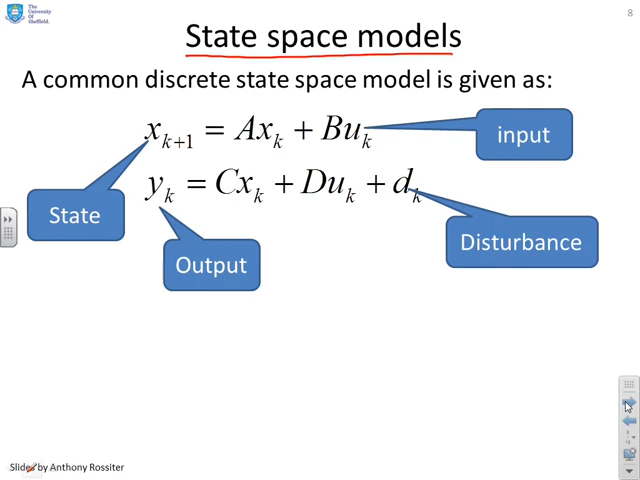 The
University
Of
Sheffield.
8
State space models
A common discrete state space model is given as:
x_{k+1} = Ax_k + Bu_k
input
y_k = Cx_k + Du_k + d_k
State
Output
Disturbance
Slides by Anthony Rossiter